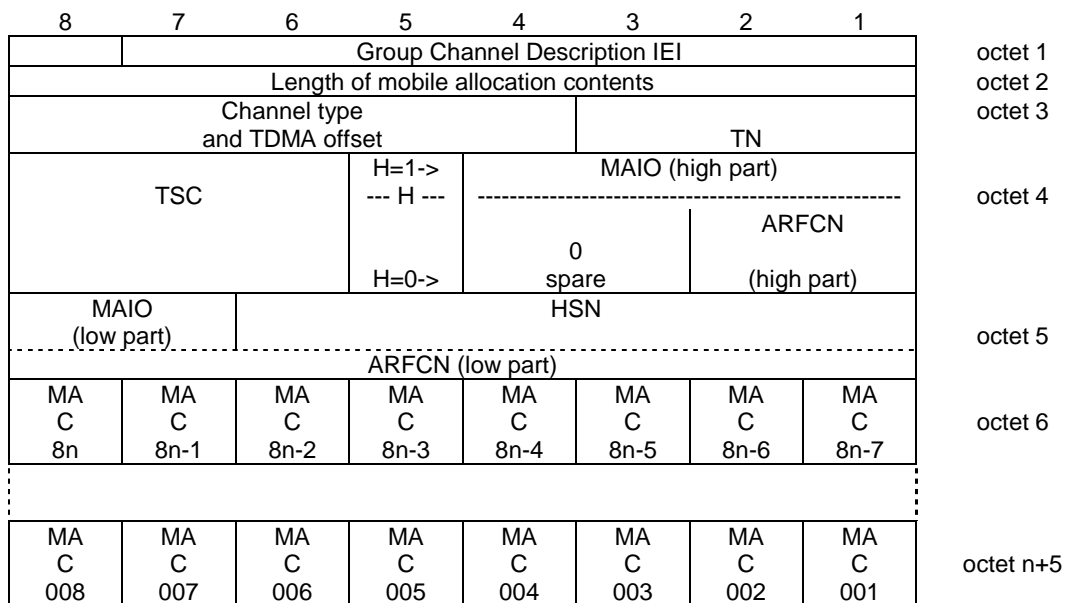 8 7 6 5 4 3 2 1
Group Channel Description IEI octet 1
Length of mobile allocation contents octet 2
Channel type octet 3
and TDMA offset TN
H=1-> MAIO (high part)
TSC --- H --- ----------------------------------------------------- octet 4
ARFCN
0
H=0-> spare (high part)
MAIO HSN
(low part) octet 5
ARFCN (low part)
MA MA MA MA MA MA MA MA
C C C C C C C C octet 6
8n 8n-1 8n-2 8n-3 8n-4 8n-5 8n-6 8n-7
MA MA MA MA MA MA MA MA
C C C C C C C C octet n+5
008 007 006 005 004 003 002 001